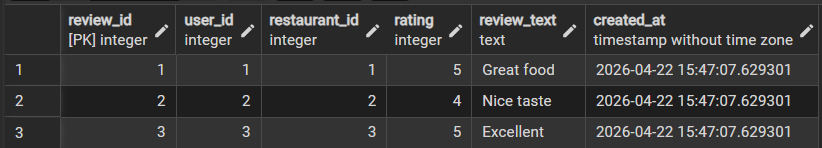 review_id user_id restaurant_id rating review_text created_at
[PK] integer integer integer integer text timestamp without time zone
1 1 1 1 5 Great food 2026-04-22 15:47:07.629301
2 2 2 2 4 Nice taste 2026-04-22 15:47:07.629301
3 3 3 3 5 Excellent 2026-04-22 15:47:07.629301